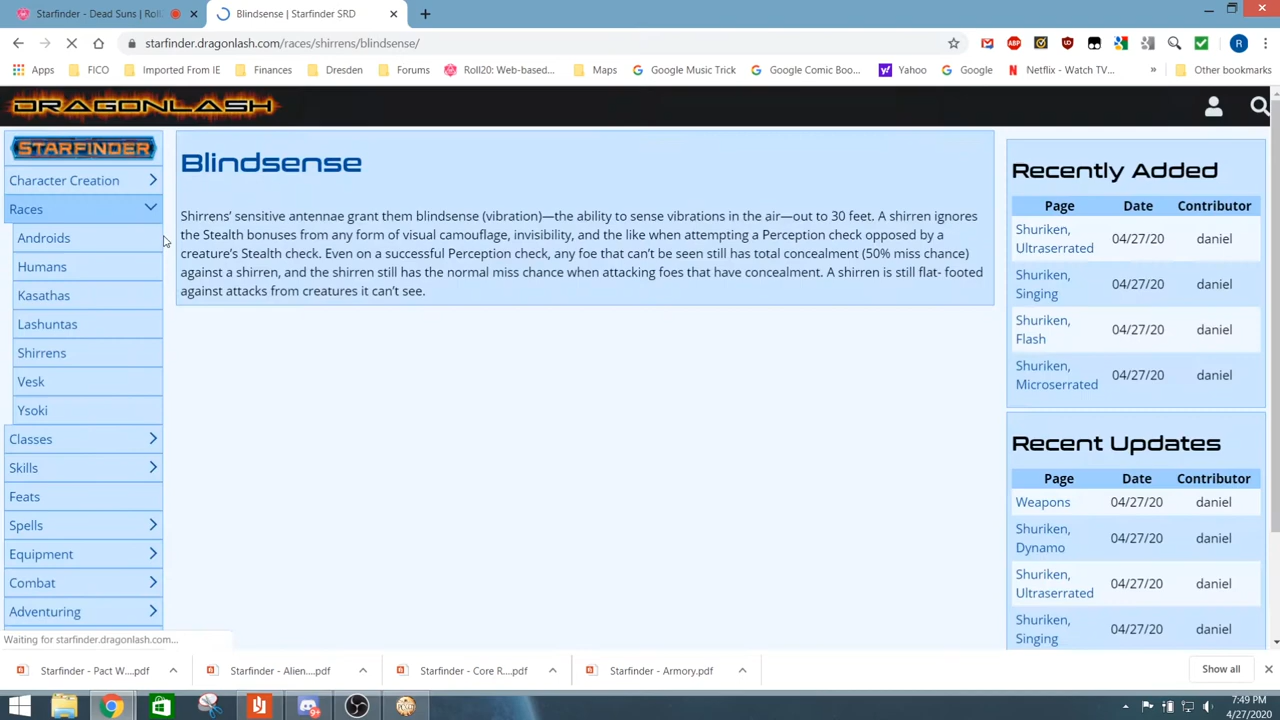 Starfinder - Dead Suns | Roll
Blindsense | Starfinder SRD
starfinder.dragonlash.com/races/shirrens/blindsense/
Apps
FICO
Imported From IE
Finances
Dresden
Forums
Roll20: Web-based...
Maps
Google Music Trick
Google Comic Boo...
Yahoo
Google
Netflix - Watch TV...
Other bookmarks
DRAGONLASH
STARFINDER
Character Creation
Races
Androids
Humans
Kasathas
Lashuntas
Shirrens
Vesk
Ysoki
Classes
Skills
Feats
Spells
Equipment
Combat
Adventuring
Blindsense
Shirrens’ sensitive antennae grant them blindsense (vibration)—the ability to sense vibrations in the air—out to 30 feet. A shirren ignores
the Stealth bonuses from any form of visual camouflage, invisibility, and the like when attempting a Perception check opposed by a
creature’s Stealth check. Even on a successful Perception check, any foe that can’t be seen still has total concealment (50% miss chance)
against a shirren, and the shirren still has the normal miss chance when attacking foes that have concealment. A shirren is still flat- footed
against attacks from creatures it can’t see.
Recently Added
Page Date Contributor
Shuriken, Ultraserrated 04/27/20 daniel
Shuriken, Singing 04/27/20 daniel
Shuriken, Flash 04/27/20 daniel
Shuriken, Microserrated 04/27/20 daniel
Recent Updates
Page Date Contributor
Weapons 04/27/20 daniel
Shuriken, Dynamo 04/27/20 daniel
Shuriken, Ultraserrated 04/27/20 daniel
Shuriken, Singing 04/27/20 daniel
Waiting for starfinder.dragonlash.com...
Starfinder - Pact W....pdf
Starfinder - Alien....pdf
Starfinder - Core R....pdf
Starfinder - Armory.pdf
Show all
7:49 PM
4/27/2020